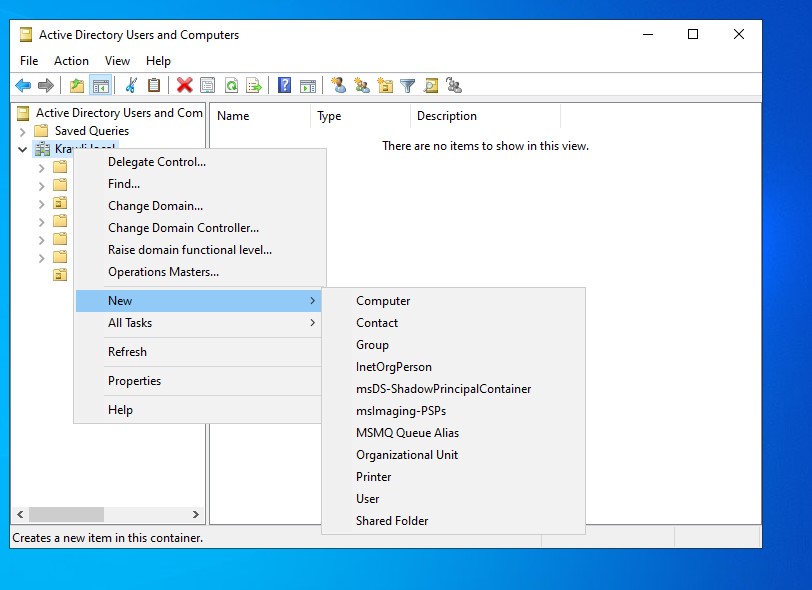 Active Directory Users and Computers
File Action View Help
Active Directory Users and Com
Saved Queries
Name Type Description
There are no items to show in this view.
Delegate Control...
Find...
Change Domain...
Change Domain Controller...
Raise domain functional level...
Operations Masters...
New
All Tasks
Refresh
Properties
Help
Computer
Contact
Group
InetOrgPerson
msDS-ShadowPrincipalContainer
msImaging-PSPs
MSMQ Queue Alias
Organizational Unit
Printer
User
Shared Folder
Creates a new item in this container.